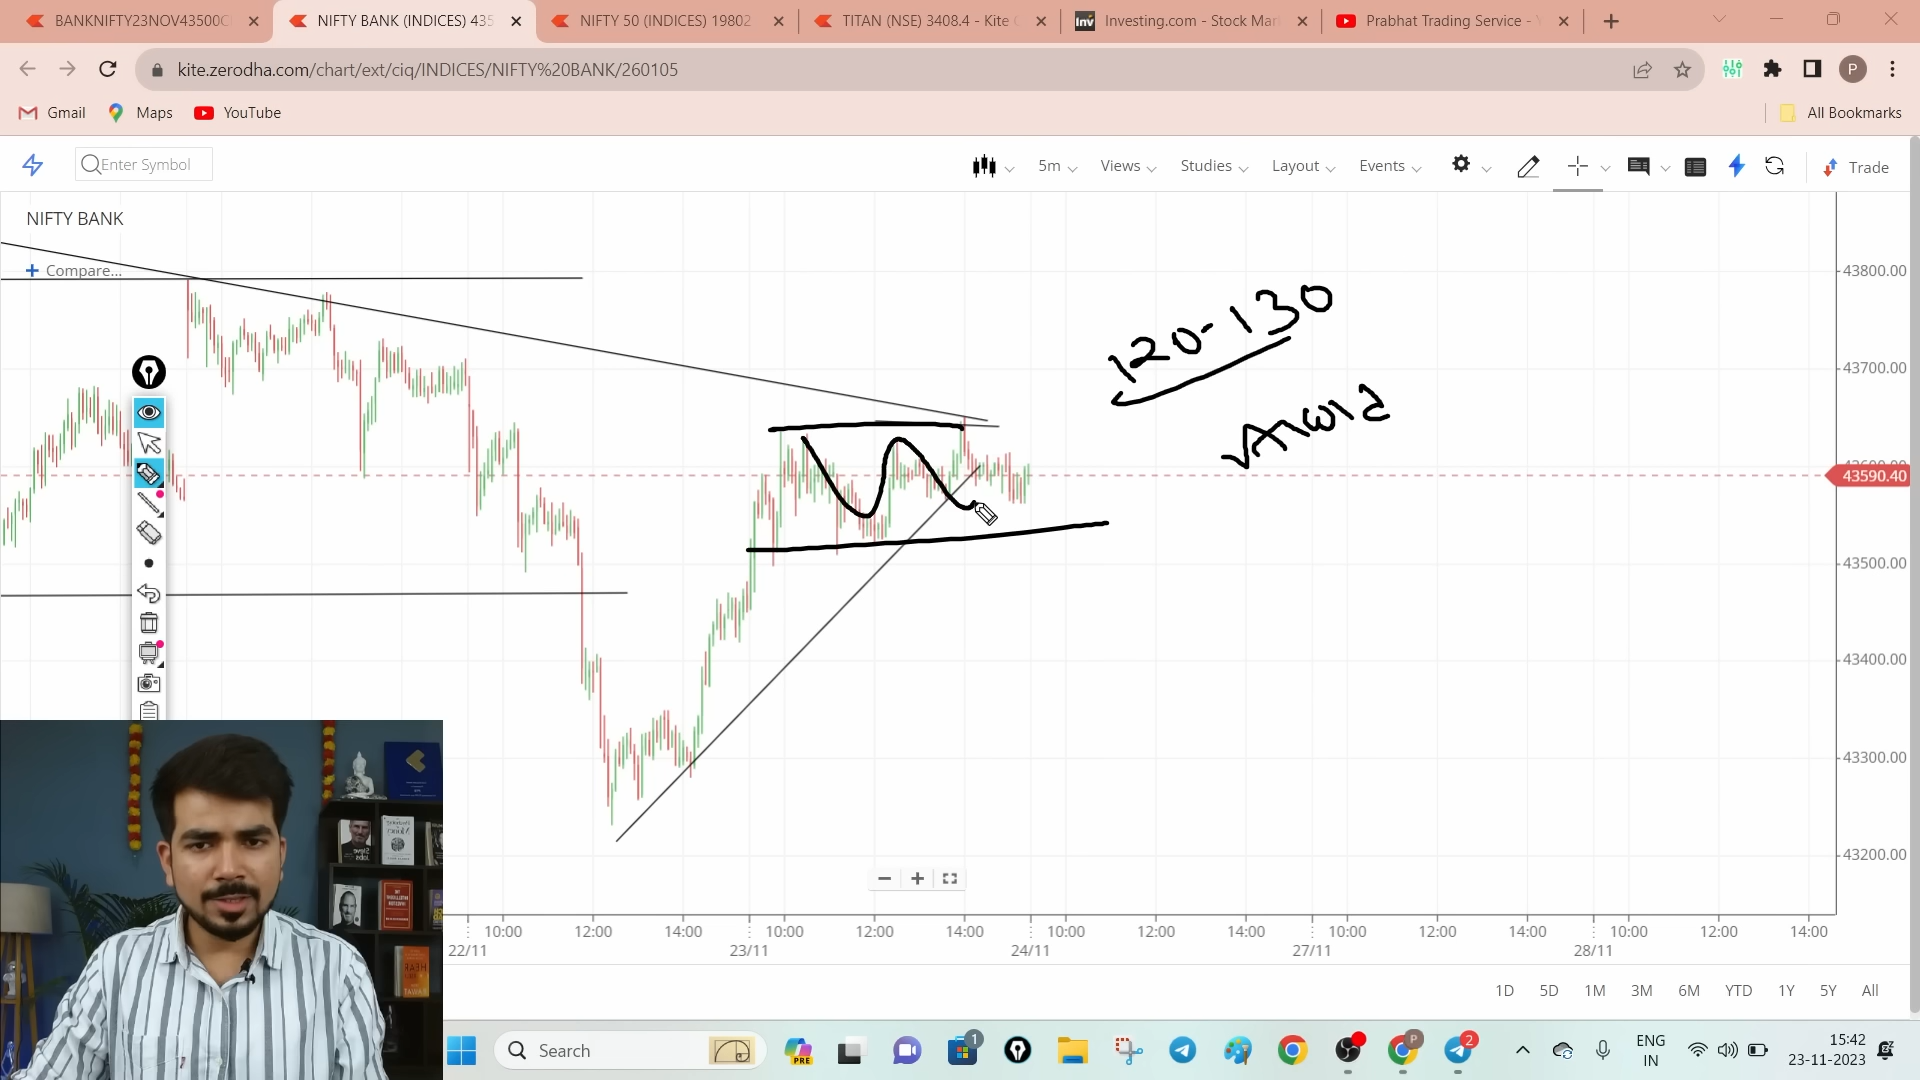 BANKNIFTY23NOV43500C
NIFTY BANK (INDICES) 435
NIFTY 50 (INDICES) 19802
TITAN (NSE) 3408.4 - Kite
Investing.com - Stock Mar
Prabhat Trading Service -
kite.zerodha.com/chart/ext/ciq/INDICES/NIFTY%20BANK/260105
P
Gmail
Maps
YouTube
All Bookmarks
Enter Symbol
5m
Views
Studies
Layout
Events
Trade
NIFTY BANK
+ Compare...
43800.00
120-130
43700.00
43590.40
43500.00
43400.00
43300.00
43200.00
10:00 12:00 14:00 10:00 12:00 14:00 10:00 12:00 14:00 10:00 12:00 14:00 10:00 12:00 14:00
22/11 23/11 24/11 27/11 28/11
1D 5D 1M 3M 6M YTD 1Y 5Y All
Search
PRE
1
P
2
ENG
IN
15:42
23-11-2023